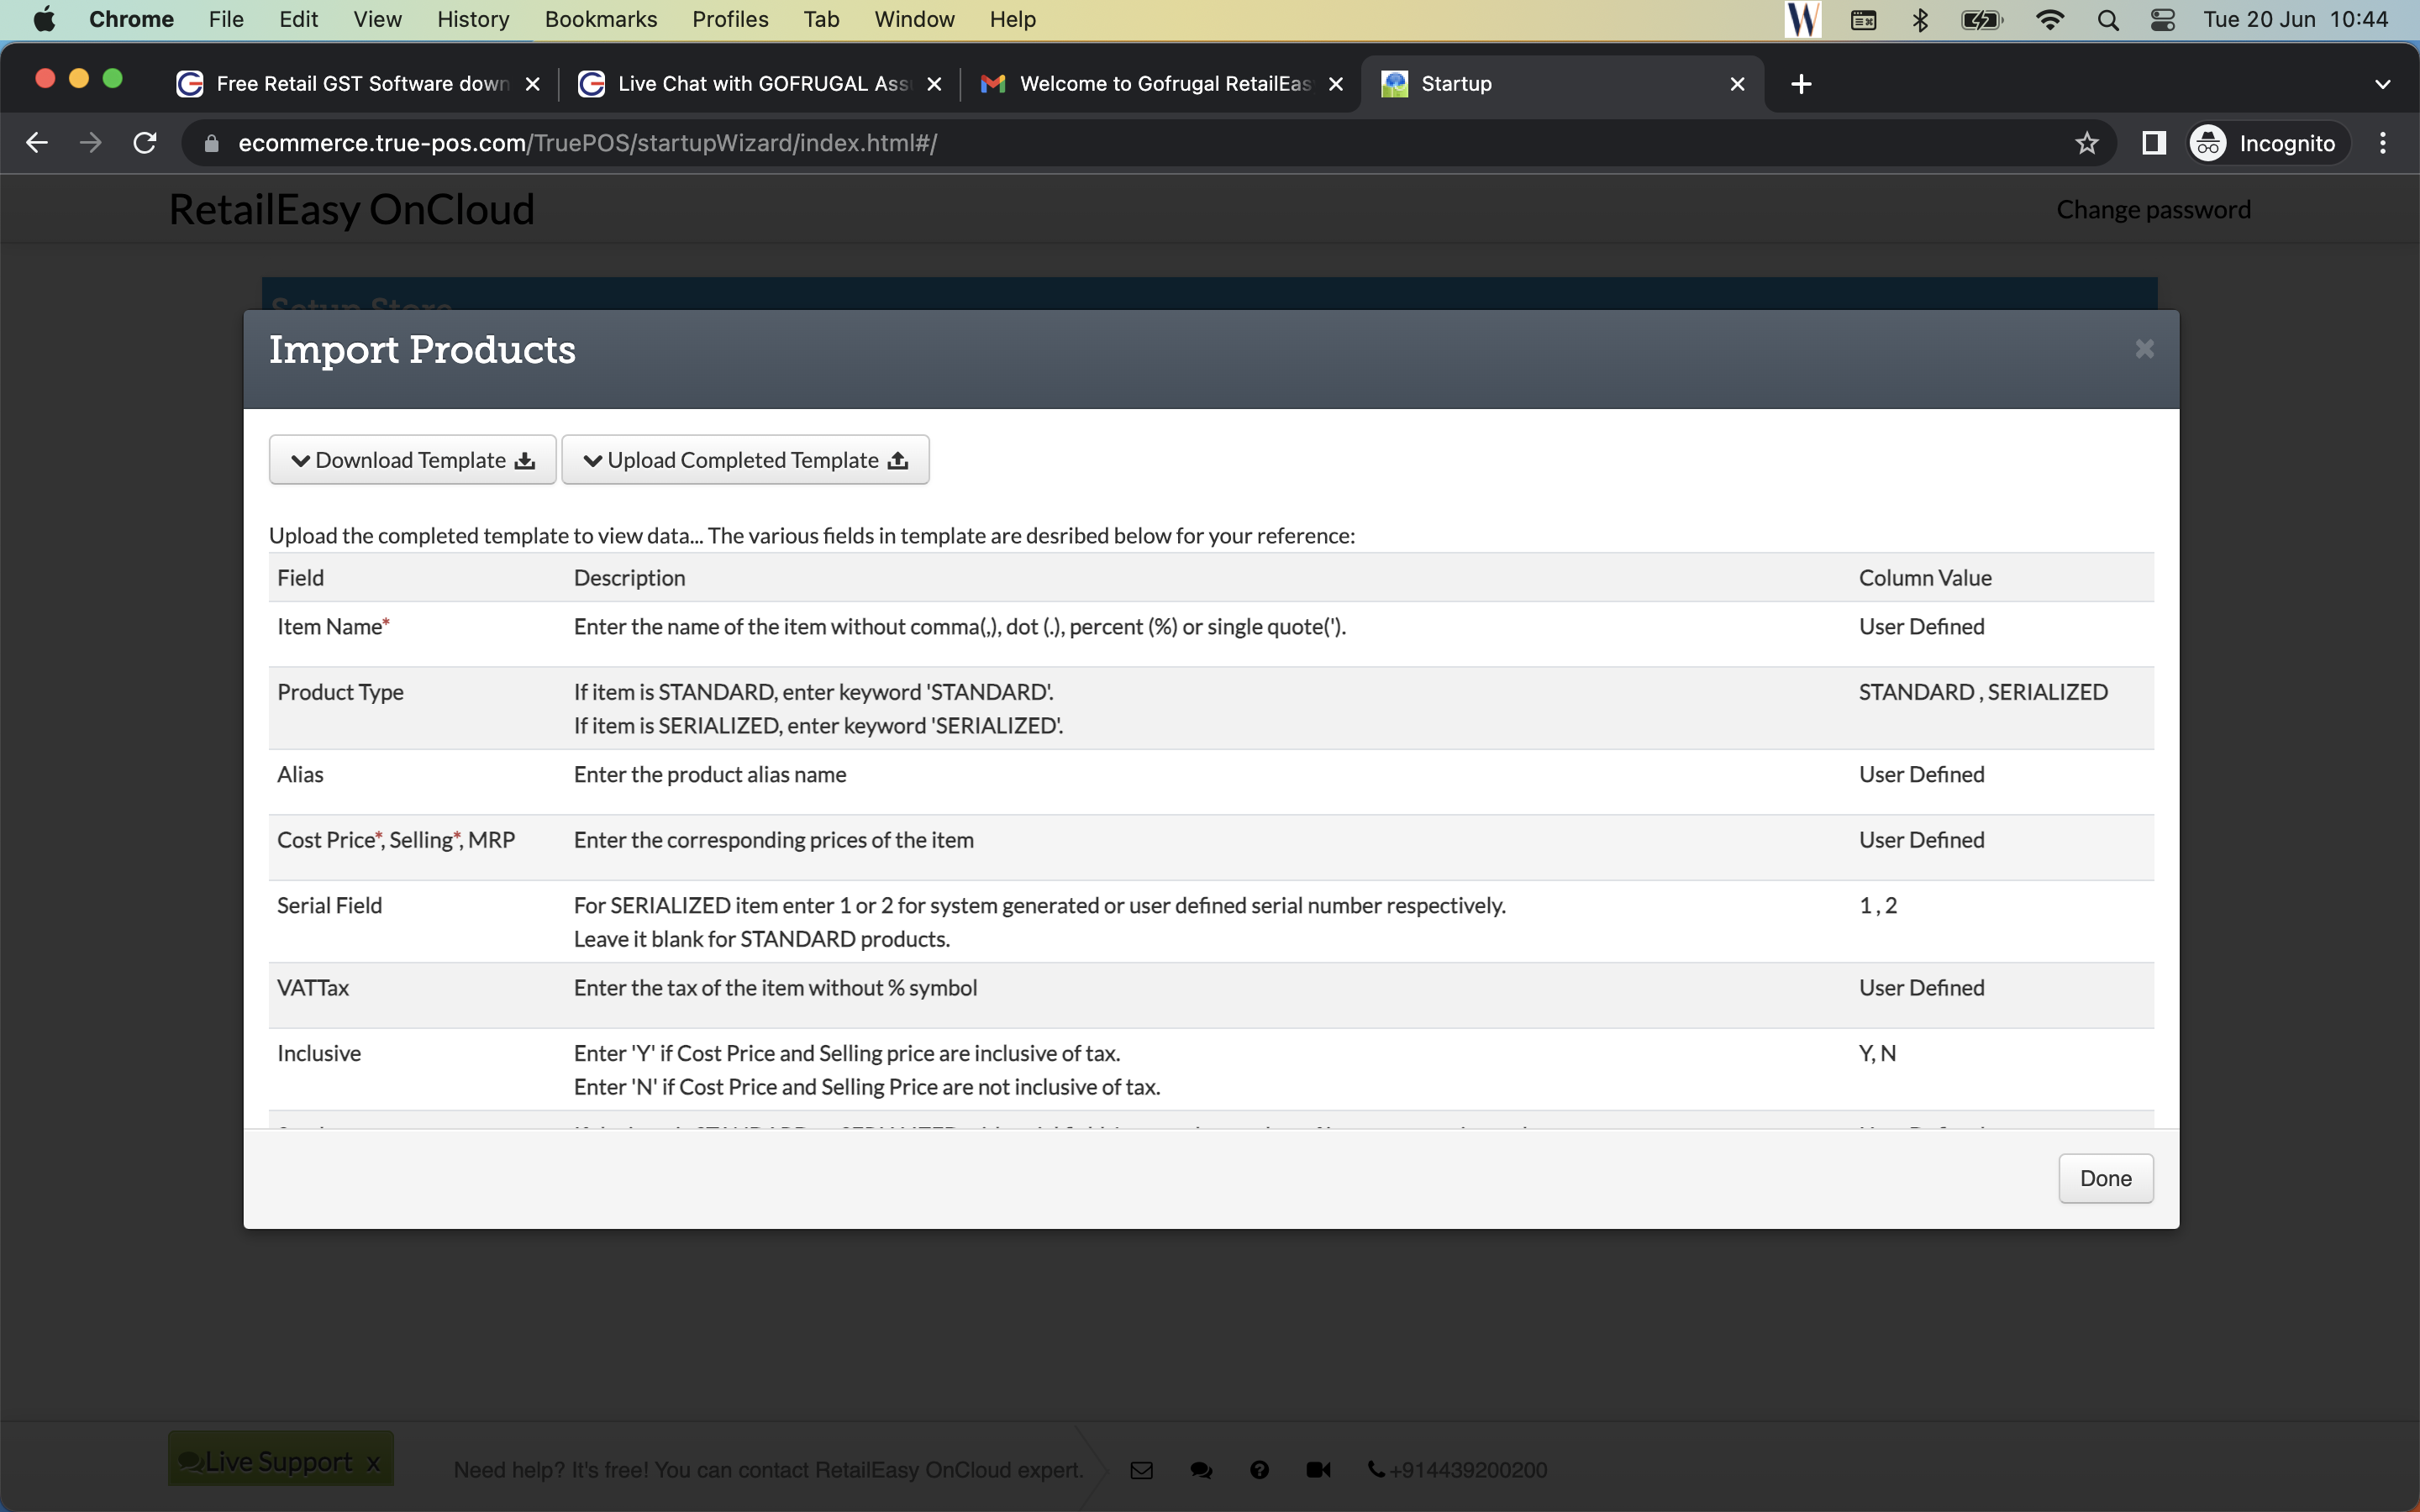 Chrome File Edit View History Bookmarks Profiles Tab Window Help Tue 20 Jun 10:44
Free Retail GST Software down Live Chat with GOFRUGAL Ass Welcome to Gofrugal RetailEas Startup
ecommerce.true-pos.com/TruePOS/startupWizard/index.html#/ Incognito
RetailEasy OnCloud Change password
Setup Store
Import Products
Download Template Upload Completed Template
Upload the completed template to view data... The various fields in template are desribed below for your reference:
Field Description Column Value
Item Name* Enter the name of the item without comma(,), dot (.), percent (%) or single quote('). User Defined
Product Type If item is STANDARD, enter keyword 'STANDARD'. STANDARD , SERIALIZED
If item is SERIALIZED, enter keyword 'SERIALIZED'.
Alias Enter the product alias name User Defined
Cost Price*, Selling*, MRP Enter the corresponding prices of the item User Defined
Serial Field For SERIALIZED item enter 1 or 2 for system generated or user defined serial number respectively. 1 , 2
Leave it blank for STANDARD products.
VATTax Enter the tax of the item without % symbol User Defined
Inclusive Enter 'Y' if Cost Price and Selling price are inclusive of tax. Y, N
Enter 'N' if Cost Price and Selling Price are not inclusive of tax.
Done
Live Support x
Need help? It's free! You can contact RetailEasy OnCloud expert. +914439200200